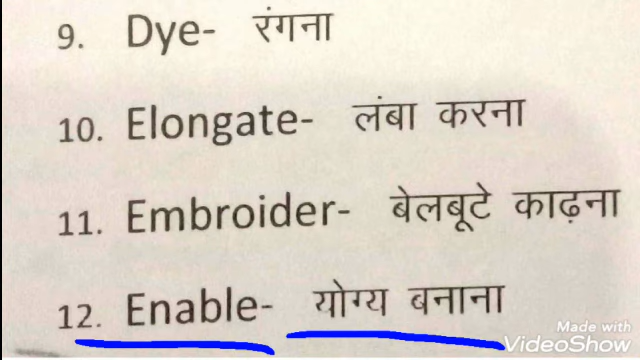 9. Dye- रंगना
10. Elongate- लंबा करना
11. Embroider- बेलबूटे काढ़ना
12. Enable- योग्य बनाना
Made with
VideoShow